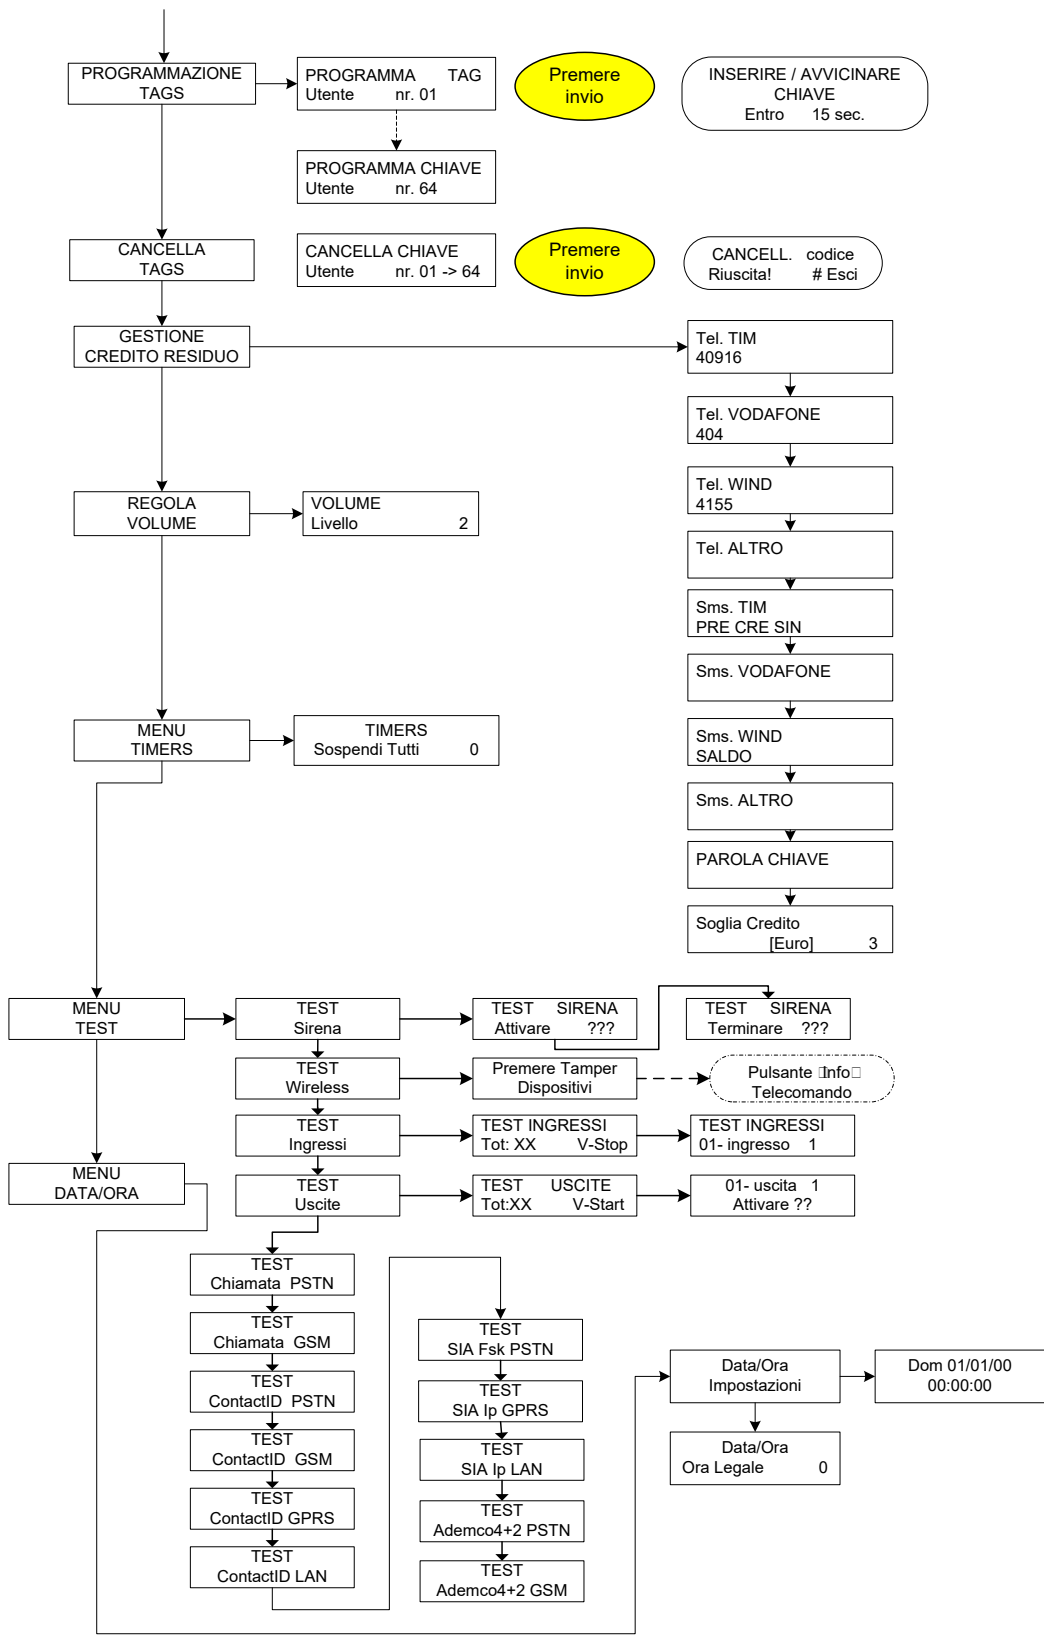 PROGRAMMAZIONE
TAGS
PROGRAMMA TAG
Utente nr. 01
Premere
invio
INSERIRE / AVVICINARE
CHIAVE
Entro 15 sec.
PROGRAMMA CHIAVE
Utente nr. 64
CANCELLA
TAGS
CANCELLA CHIAVE
Utente nr. 01 -> 64
Premere
invio
CANCELL. codice
Riuscita! # Esci
GESTIONE
CREDITO RESIDUO
Tel. TIM
40916
Tel. VODAFONE
404
Tel. WIND
4155
Tel. ALTRO
Sms. TIM
PRE CRE SIN
Sms. VODAFONE
Sms. WIND
SALDO
Sms. ALTRO
PAROLA CHIAVE
Soglia Credito
[Euro] 3
REGOLA
VOLUME
VOLUME
Livello 2
MENU
TIMERS
TIMERS
Sospendi Tutti 0
MENU
TEST
TEST
Sirena
TEST SIRENA
Attivare ???
TEST SIRENA
Terminare ???
TEST
Wireless
Premere Tamper
Dispositivi
Pulsante Info
Telecomando
TEST
Ingressi
TEST INGRESSI
Tot: XX V-Stop
TEST INGRESSI
01- ingresso 1
MENU
DATA/ORA
TEST
Uscite
TEST USCITE
Tot:XX V-Start
01- uscita 1
Attivare ??
TEST
Chiamata PSTN
TEST
Chiamata GSM
TEST
ContactID PSTN
TEST
ContactID GSM
TEST
ContactID GPRS
TEST
ContactID LAN
TEST
SIA Fsk PSTN
TEST
SIA Ip GPRS
TEST
SIA Ip LAN
TEST
Ademco4+2 PSTN
TEST
Ademco4+2 GSM
Data/Ora
Impostazioni
Dom 01/01/00
00:00:00
Data/Ora
Ora Legale 0